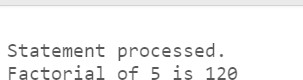 Statement processed.
Factorial of 5 is 120